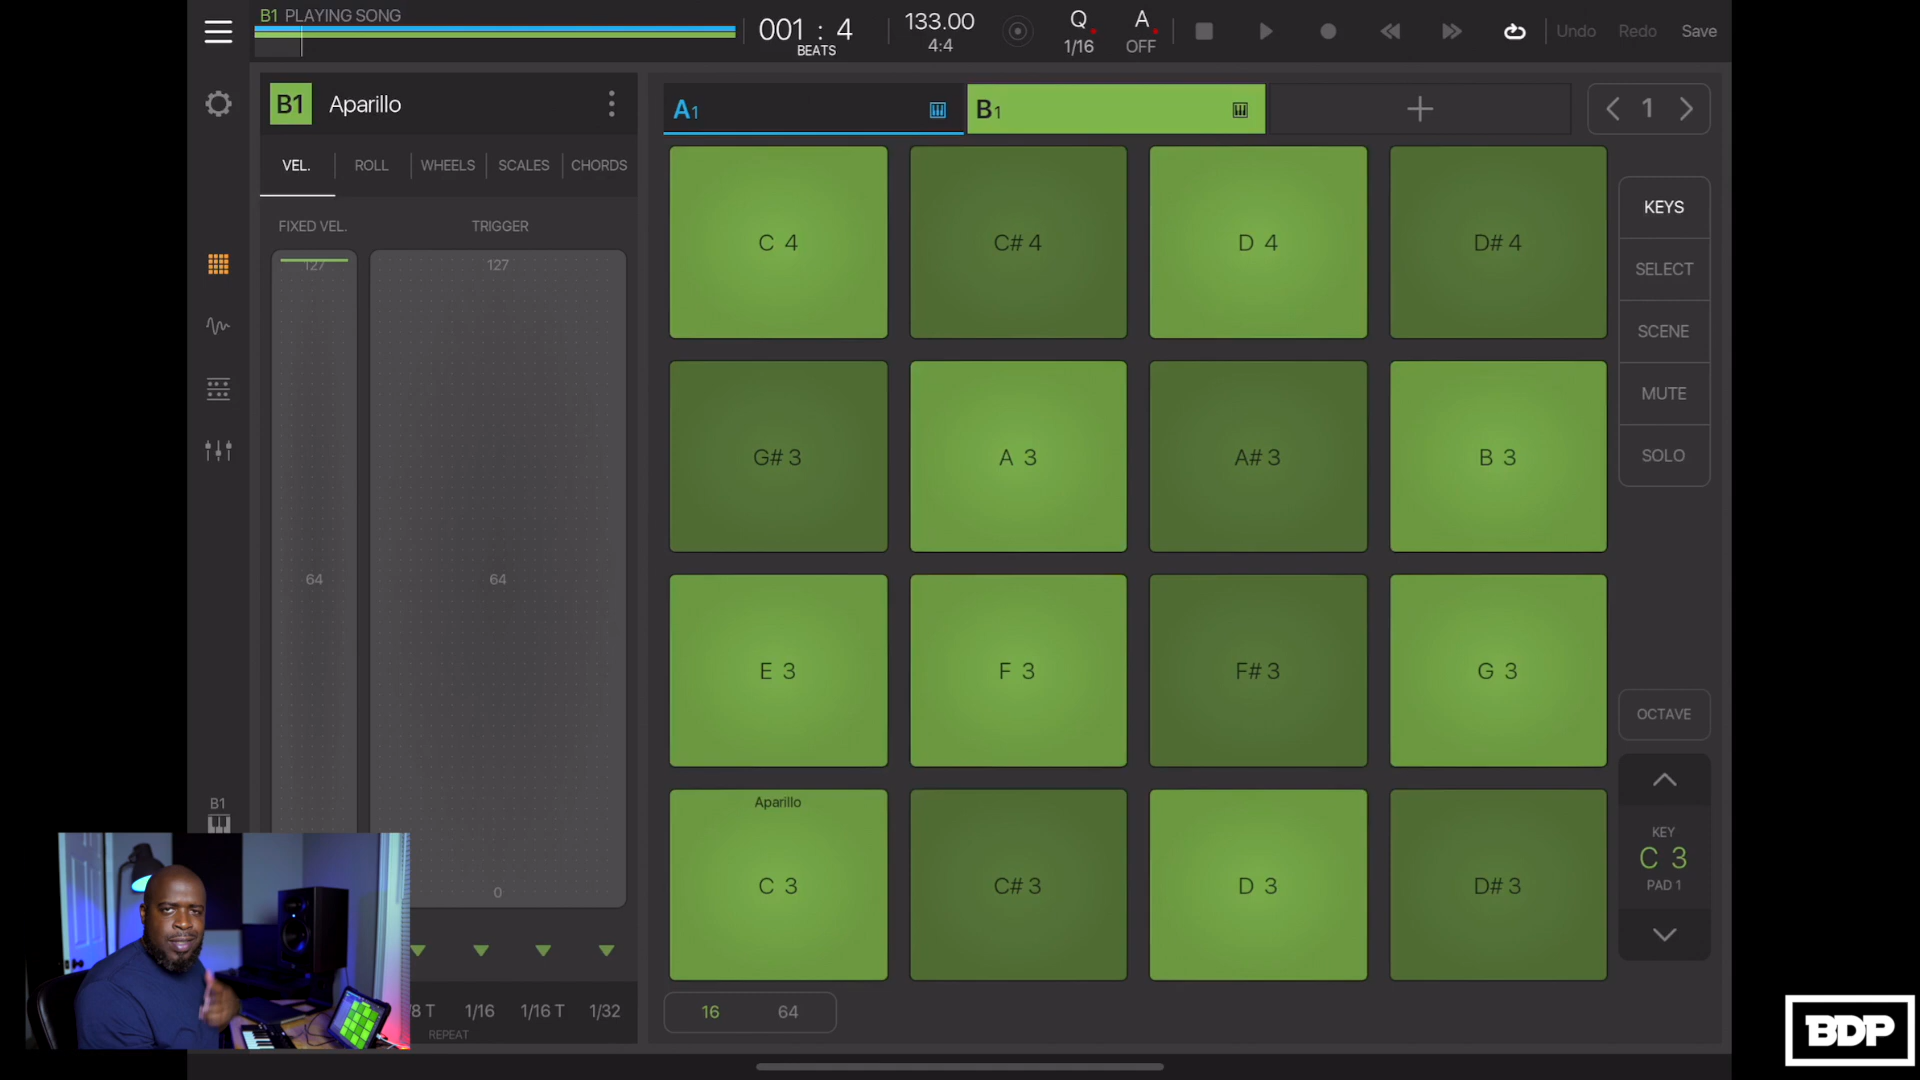 B1 PLAYING SONG
001 : 4
BEATS
133.00
4:4
Q
1/16
A
OFF
Undo
Redo
Save
B1
Aparillo
A1
B1
1
VEL.
ROLL
WHEELS
SCALES
CHORDS
FIXED VEL.
TRIGGER
127
127
64
64
0
C 4
C# 4
D 4
D# 4
G# 3
A 3
A# 3
B 3
E 3
F 3
F# 3
G 3
Aparillo
C 3
C# 3
D 3
D# 3
KEYS
SELECT
SCENE
MUTE
SOLO
OCTAVE
KEY
C 3
PAD 1
B1
/8 T
1/16
1/16 T
1/32
REPEAT
16
64
BDP